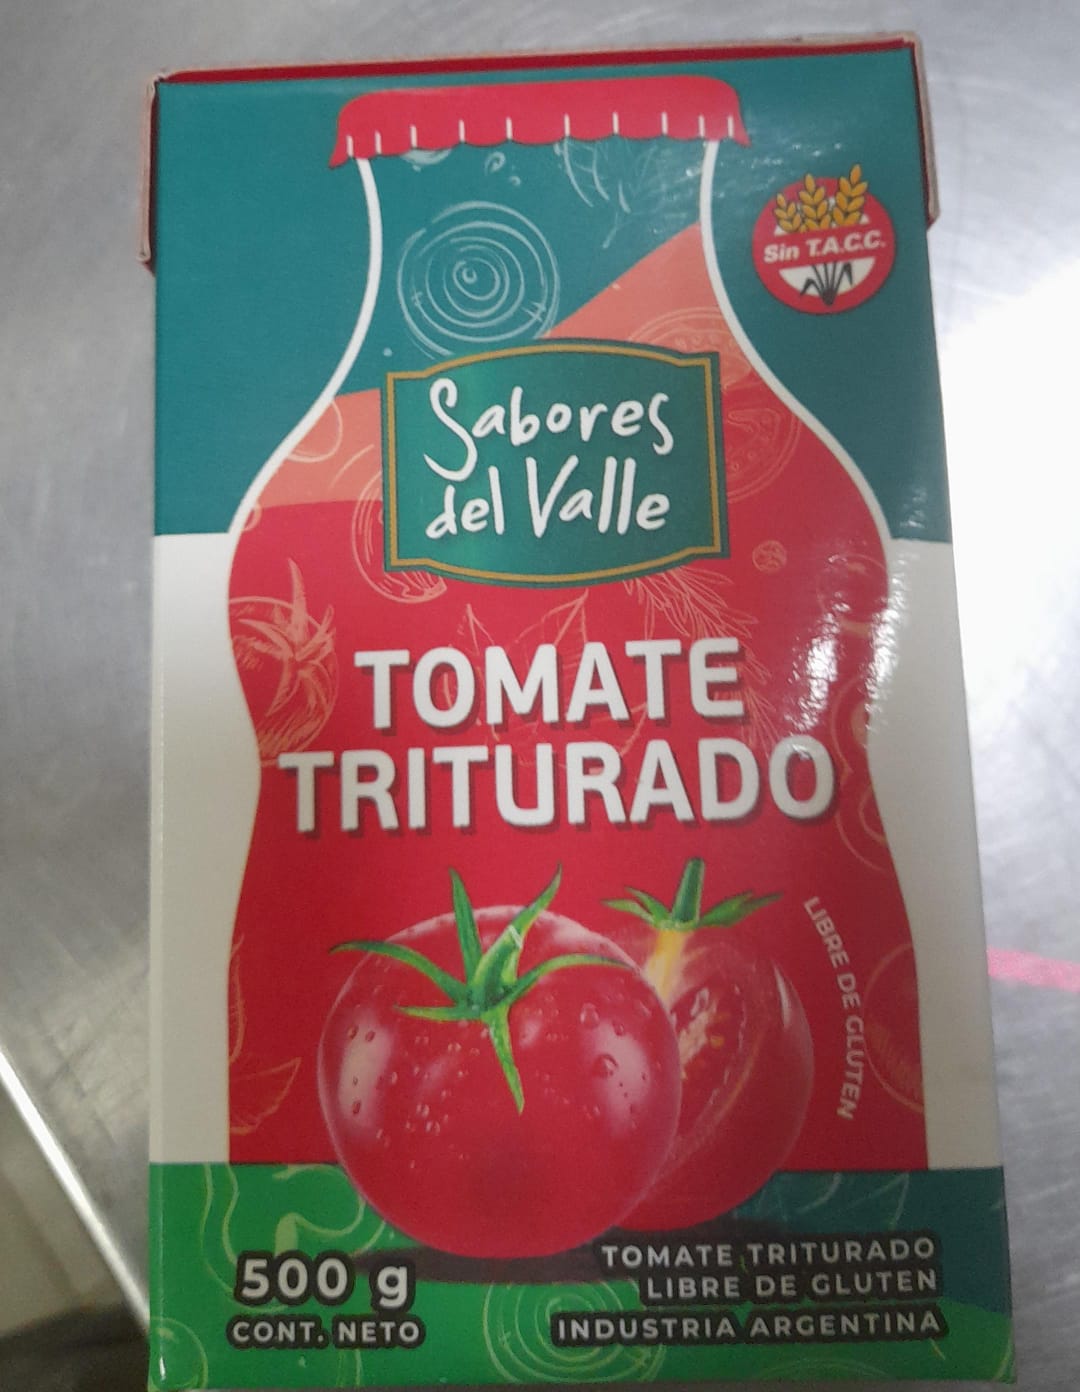 Sin T.A.C.C.
Sabores
del Valle
TOMATE
TRITURADO
LIBRE DE GLUTEN
500 g
CONT. NETO
TOMATE TRITURADO
LIBRE DE GLUTEN
INDUSTRIA ARGENTINA